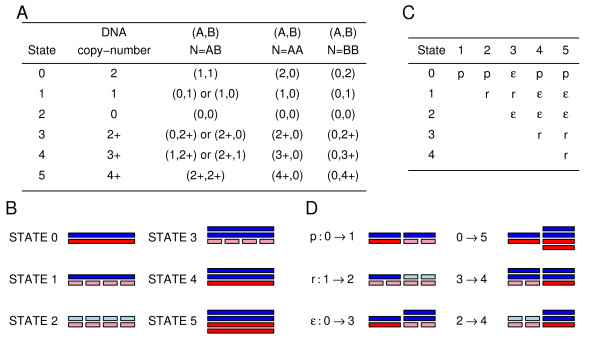 A
DNA (A,B) (A,B) (A,B)
State copy−number N=AB N=AA N=BB
0 2 (1,1) (2,0) (0,2)
1 1 (0,1) or (1,0) (1,0) (0,1)
2 0 (0,0) (0,0) (0,0)
3 2+ (0,2+) or (2+,0) (2+,0) (0,2+)
4 3+ (1,2+) or (2+,1) (3+,0) (0,3+)
5 4+ (2+,2+) (4+,0) (0,4+)
C
State 1 2 3 4 5
0 p p ε p p
1 r r ε ε
2 ε ε ε
3 r r
4 r
B
STATE 0 STATE 3
STATE 1 STATE 4
STATE 2 STATE 5
D
p : 0 → 1 0 → 5
r : 1 → 2 3 → 4
ε : 0 → 3 2 → 4